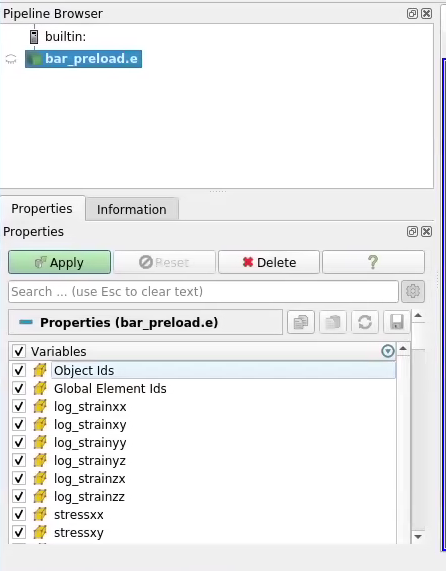 Pipeline Browser
builtin:
bar_preload.e
Properties Information
Properties
Apply Reset Delete ?
Search ... (use Esc to clear text)
Properties (bar_preload.e)
Variables
Object Ids
Global Element Ids
log_strainxx
log_strainxy
log_strainyy
log_strainyz
log_strainzx
log_strainzz
stressxx
stressxy